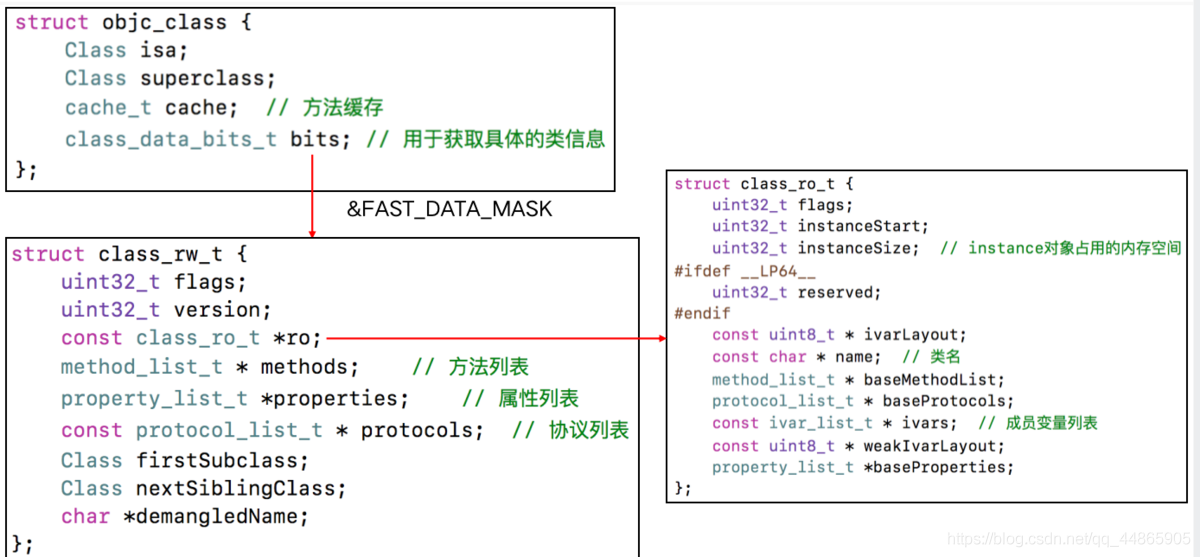 struct objc_class {
Class isa;
Class superclass;
cache_t cache;  // 方法缓存
class_data_bits_t bits; // 用于获取具体的类信息
};
&FAST_DATA_MASK
struct class_rw_t {
uint32_t flags;
uint32_t version;
const class_ro_t *ro;
method_list_t * methods;    // 方法列表
property_list_t *properties;    // 属性列表
const protocol_list_t * protocols;  // 协议列表
Class firstSubclass;
Class nextSiblingClass;
char *demangledName;
};
struct class_ro_t {
uint32_t flags;
uint32_t instanceStart;
uint32_t instanceSize;  // instance对象占用的内存空间
#ifdef __LP64__
uint32_t reserved;
#endif
const uint8_t * ivarLayout;
const char * name;  // 类名
method_list_t * baseMethodList;
protocol_list_t * baseProtocols;
const ivar_list_t * ivars;  // 成员变量列表
const uint8_t * weakIvarLayout;
property_list_t *baseProperties;
};
https://blog.csdn.net/qq_44865905